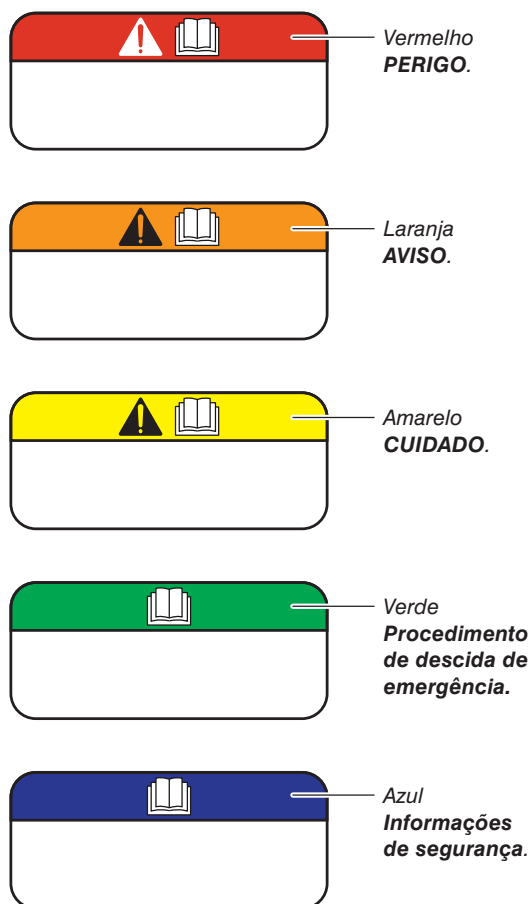 Vermelho
PERIGO.
Laranja
AVISO.
Amarelo
CUIDADO.
Verde
Procedimento
de descida de
emergência.
Azul
Informações
de segurança.